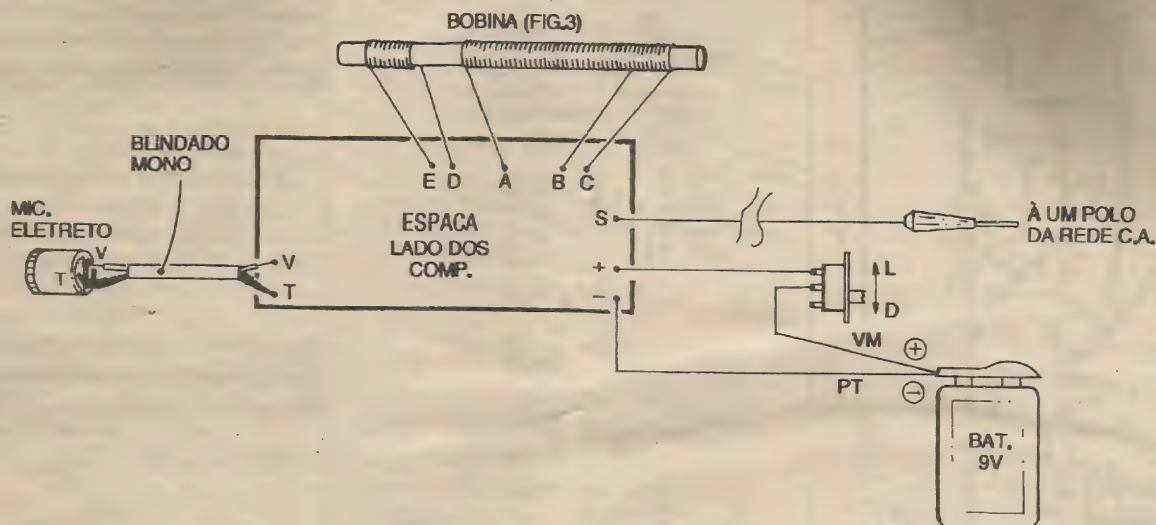 BOBINA (FIG.3)
BLINDADO
MONO
MIC.
ELETRETO
V
T
V
T
E D A B C
ESPACA
LADO DOS
COMP.
S
+
-
À UM POLO
DA REDE C.A.
L
D
VM
+
PT
-
BAT.
9V